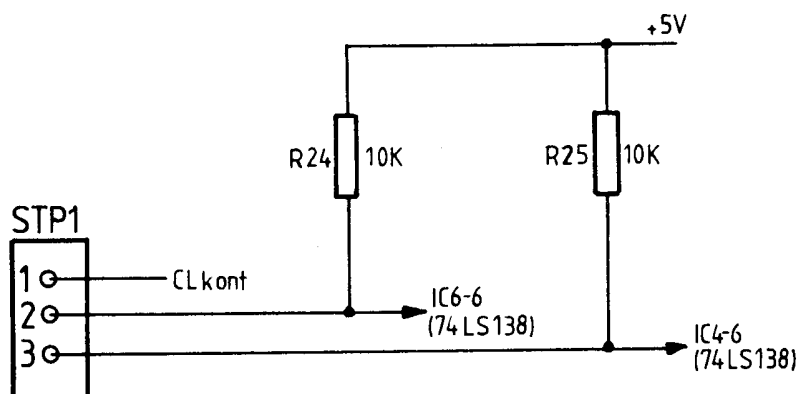 +5V
R24 10K
R25 10K
STP1
1 CLkont
2
IC6-6
(74LS138)
3
IC4-6
(74LS138)